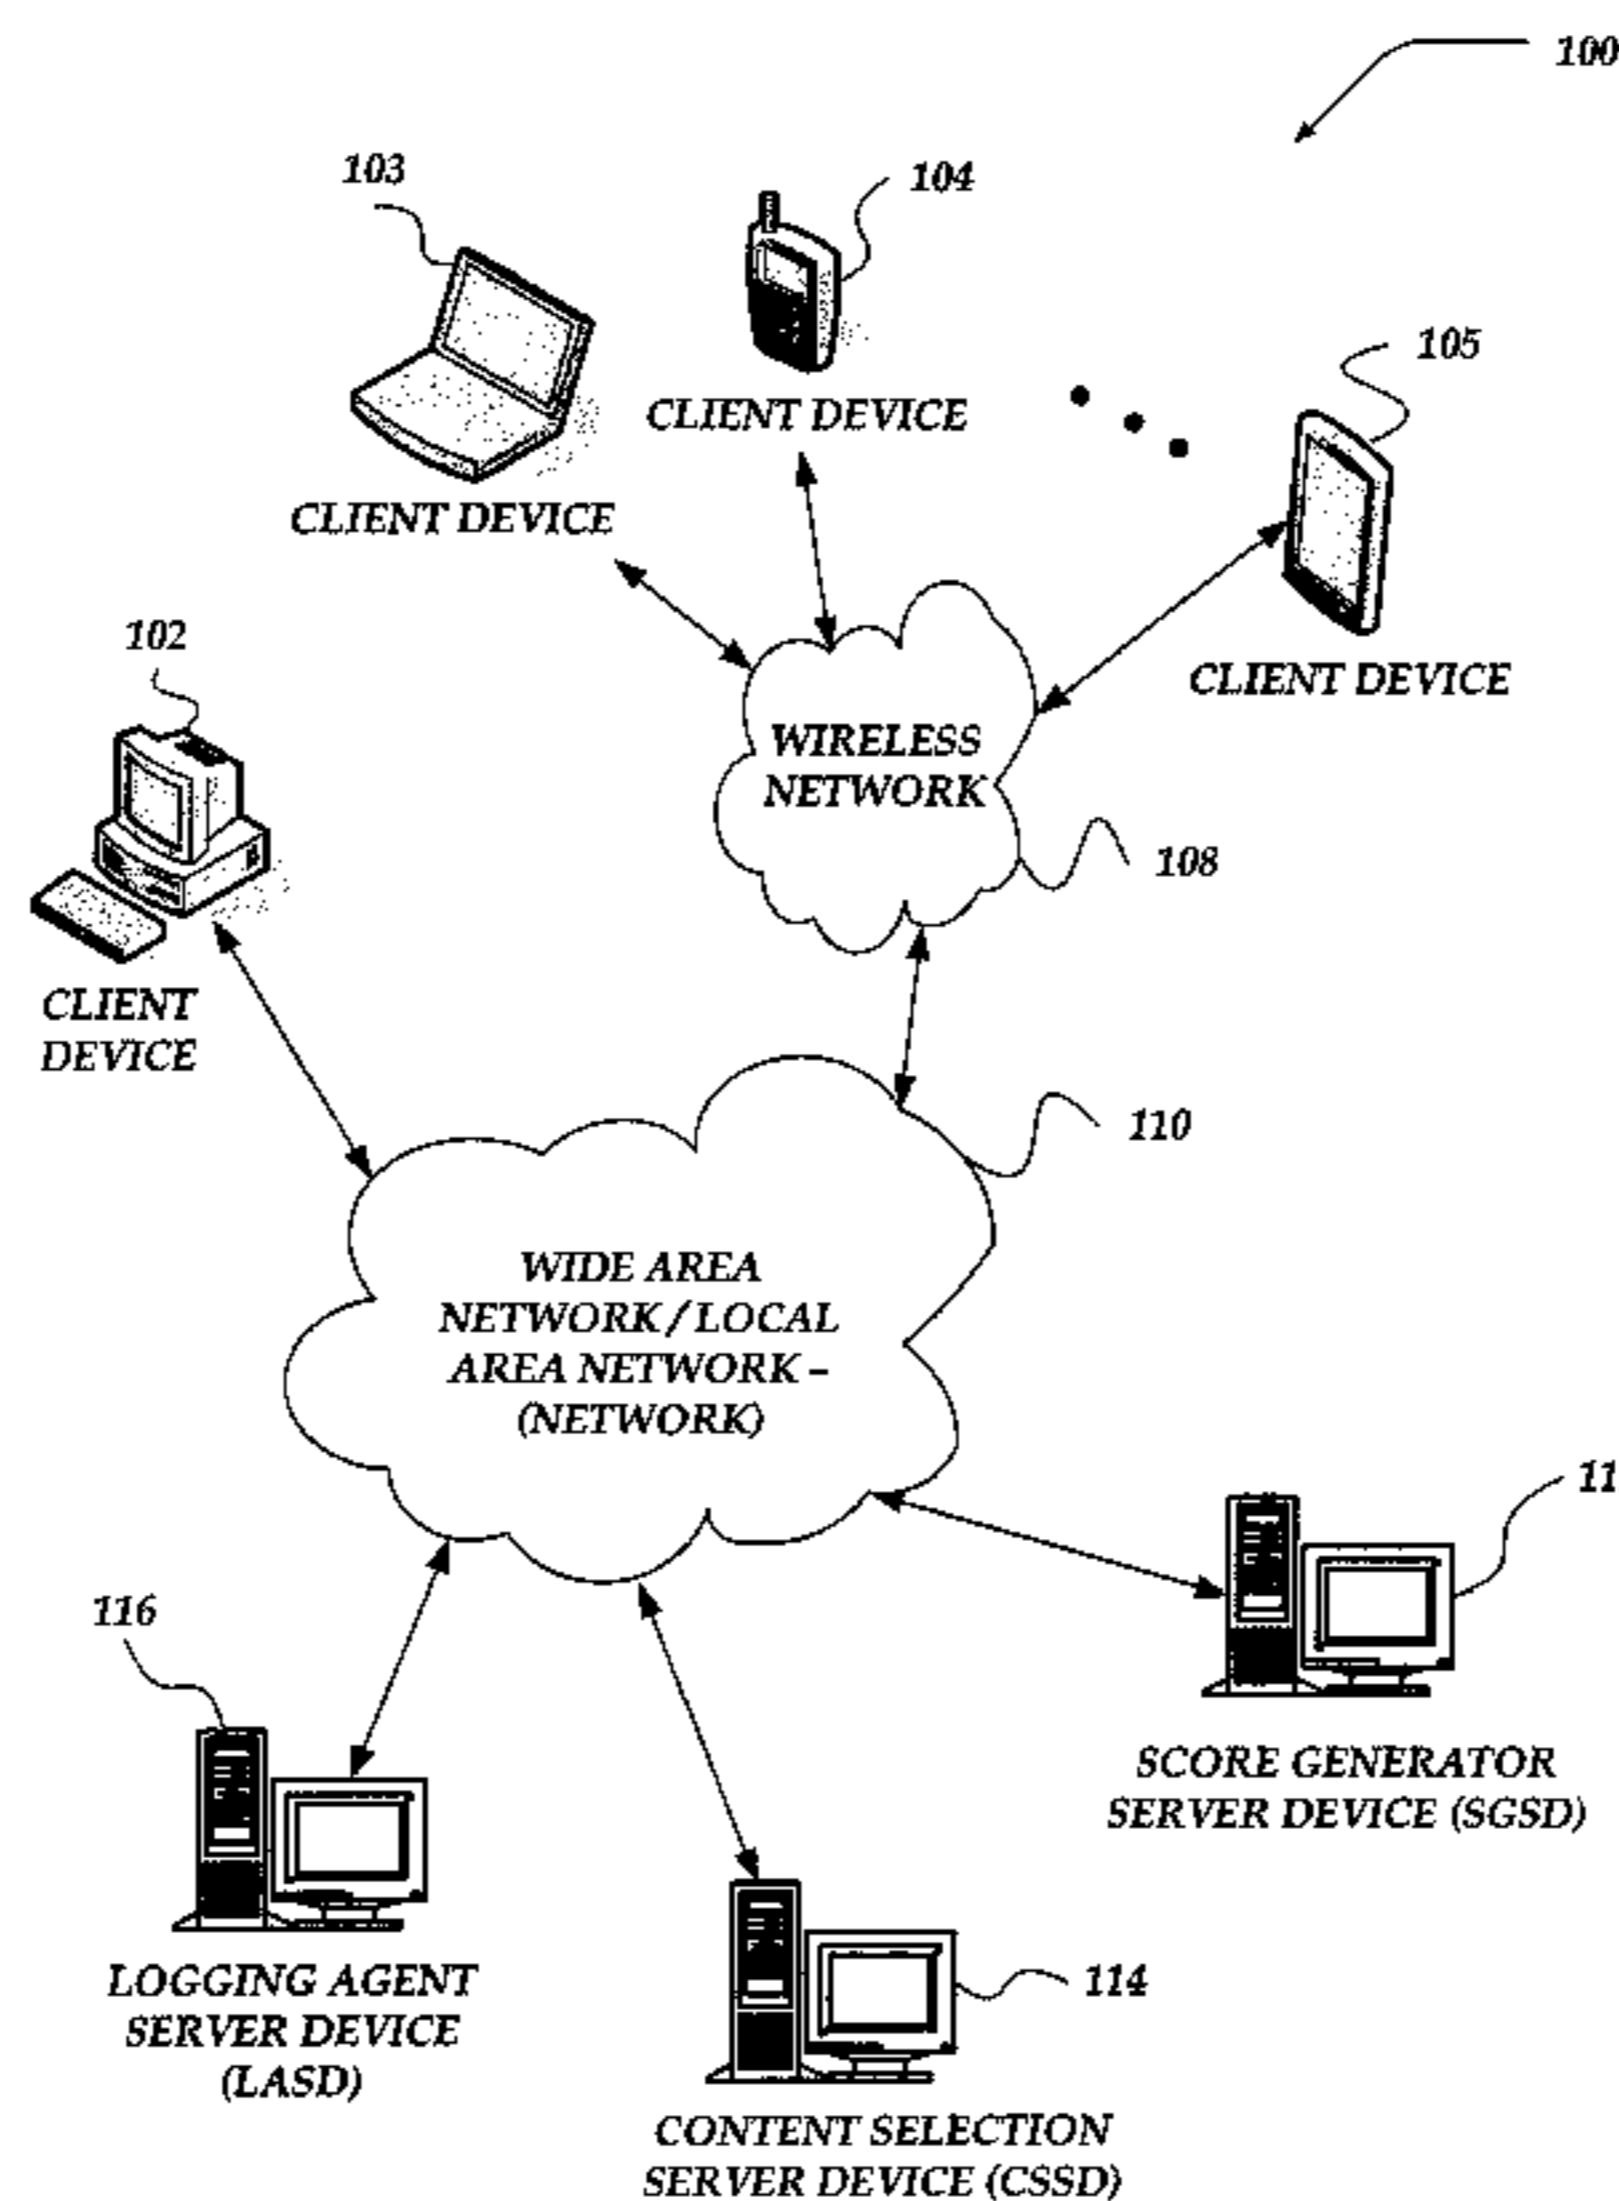 100
103
104
105
CLIENT DEVICE
CLIENT DEVICE
102
CLIENT DEVICE
WIRELESS
NETWORK
108
CLIENT
DEVICE
110
WIDE AREA
NETWORK / LOCAL
AREA NETWORK –
(NETWORK)
11
116
SCORE GENERATOR
SERVER DEVICE (SGSD)
LOGGING AGENT
SERVER DEVICE
(LASD)
114
CONTENT SELECTION
SERVER DEVICE (CSSD)